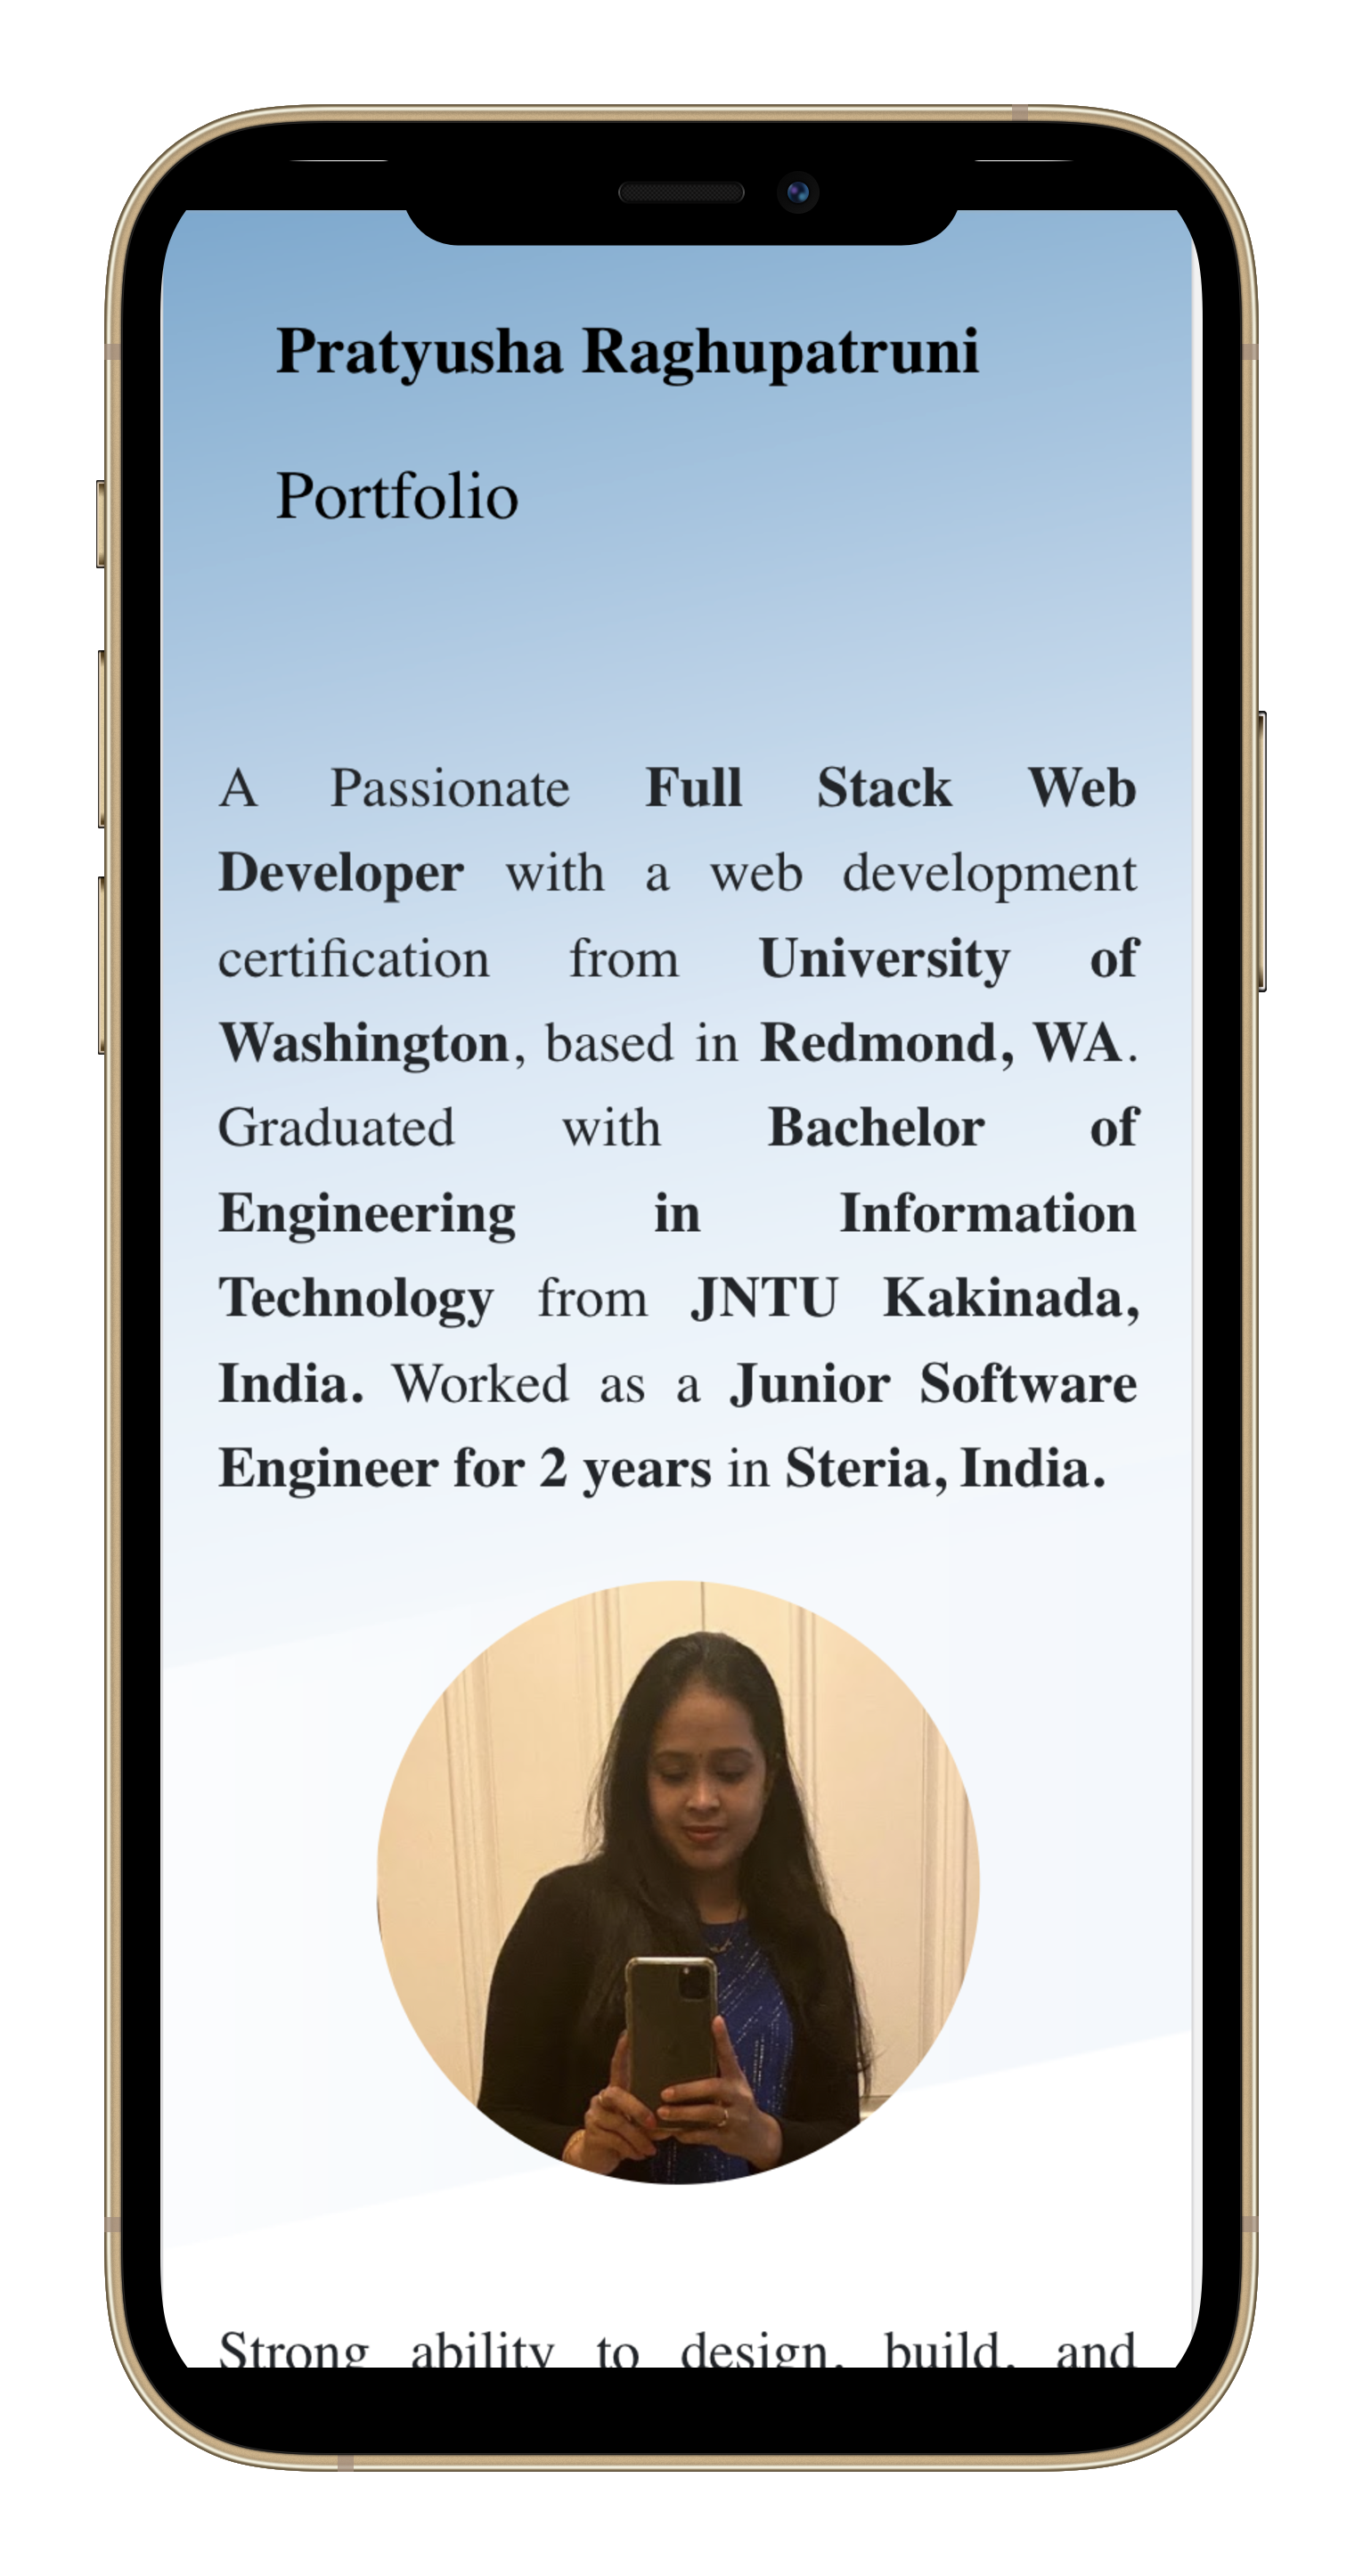 Pratyusha Raghupatruni
Portfolio
A Passionate Full Stack Web
Developer with a web development
certification from University of
Washington, based in Redmond, WA.
Graduated with Bachelor of
Engineering in Information
Technology from JNTU Kakinada,
India. Worked as a Junior Software
Engineer for 2 years in Steria, India.
Strong ability to design, build, and